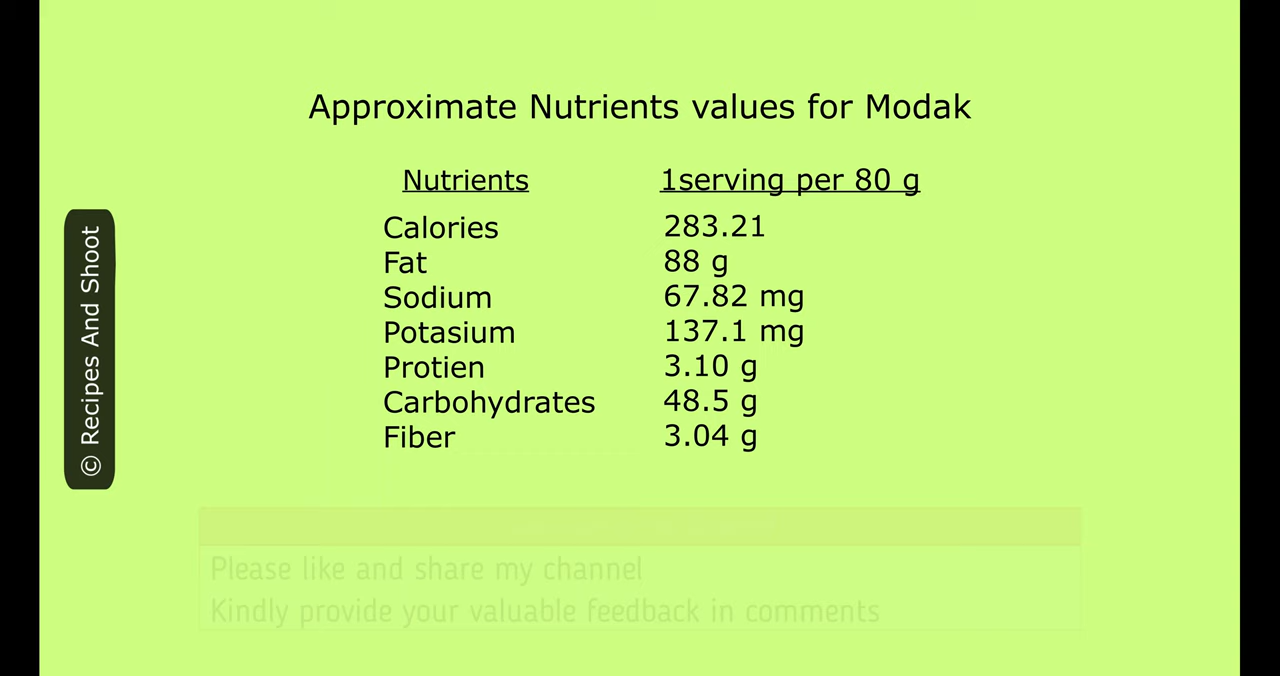 Approximate Nutrients values for Modak
Nutrients 1serving per 80 g
Calories 283.21
Fat 88 g
Sodium 67.82 mg
Potasium 137.1 mg
Protien 3.10 g
Carbohydrates 48.5 g
Fiber 3.04 g
© Recipes And Shoot
Please like and share my channel
Kindly provide your valuable feedback in comments